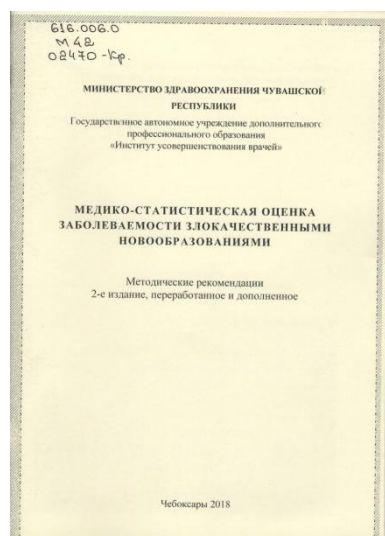 616.006.0
М 42
02470-Кр.
МИНИСТЕРСТВО ЗДРАВООХРАНЕНИЯ ЧУВАШСКОЙ
РЕСПУБЛИКИ
Государственное автономное учреждение дополнительного
профессионального образования
«Институт усовершенствования врачей»
МЕДИКО-СТАТИСТИЧЕСКАЯ ОЦЕНКА
ЗАБОЛЕВАЕМОСТИ ЗЛОКАЧЕСТВЕННЫМИ
НОВООБРАЗОВАНИЯМИ
Методические рекомендации
2-е издание, переработанное и дополненное
Чебоксары 2018